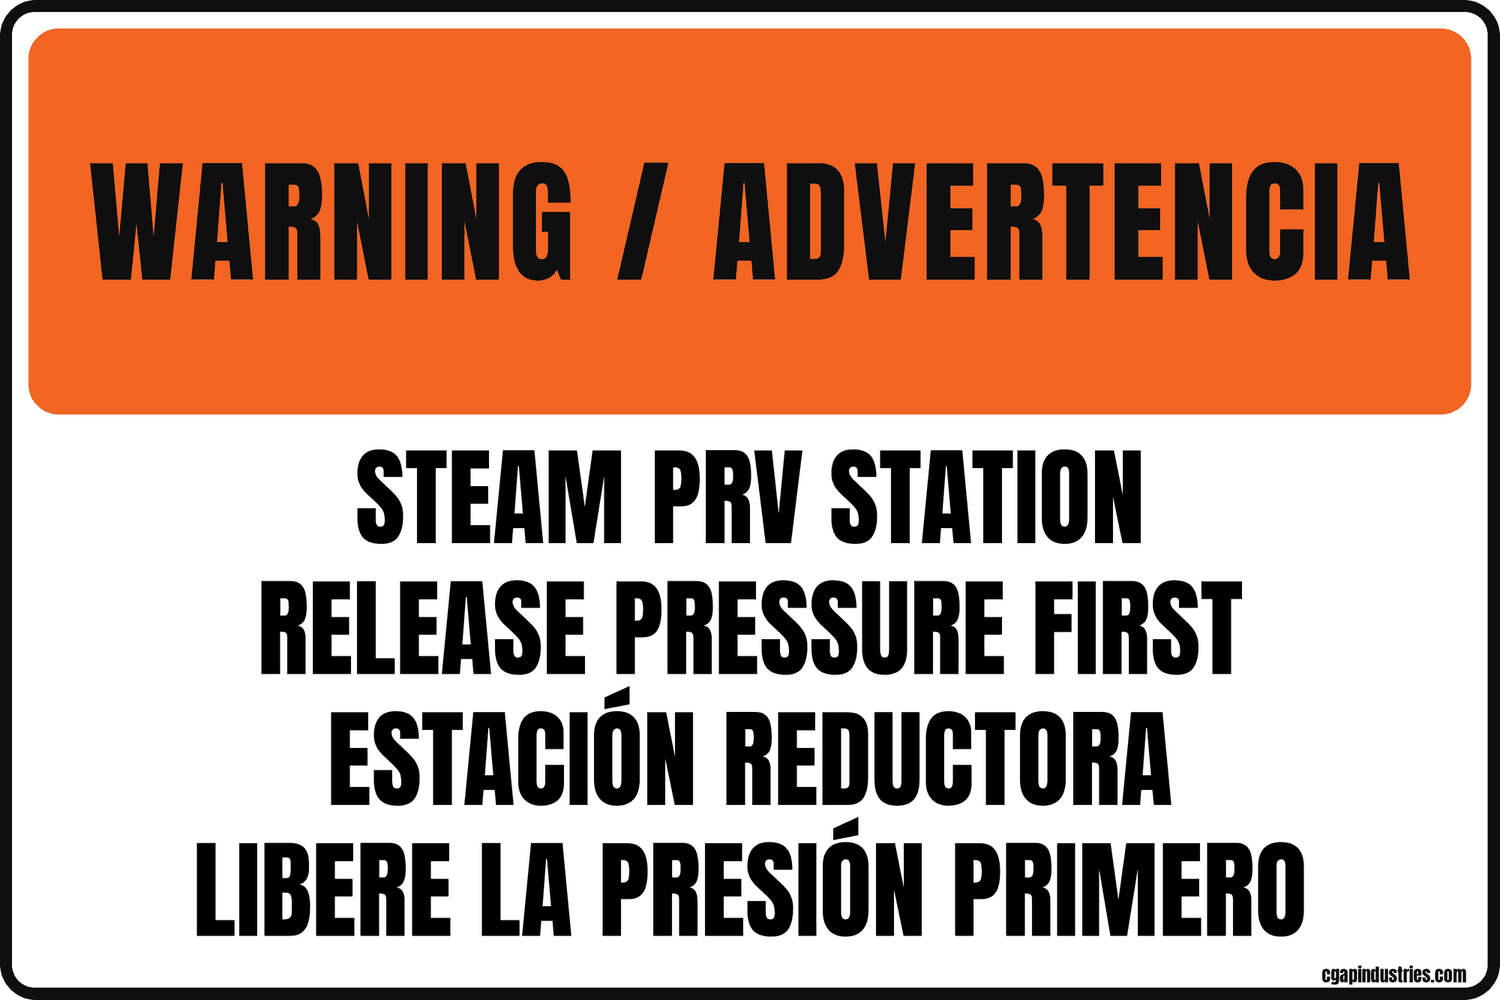 WARNING / ADVERTENCIA
STEAM PRV STATION
RELEASE PRESSURE FIRST
ESTACIÓN REDUCTORA
LIBERE LA PRESIÓN PRIMERO
cgapindustries.com